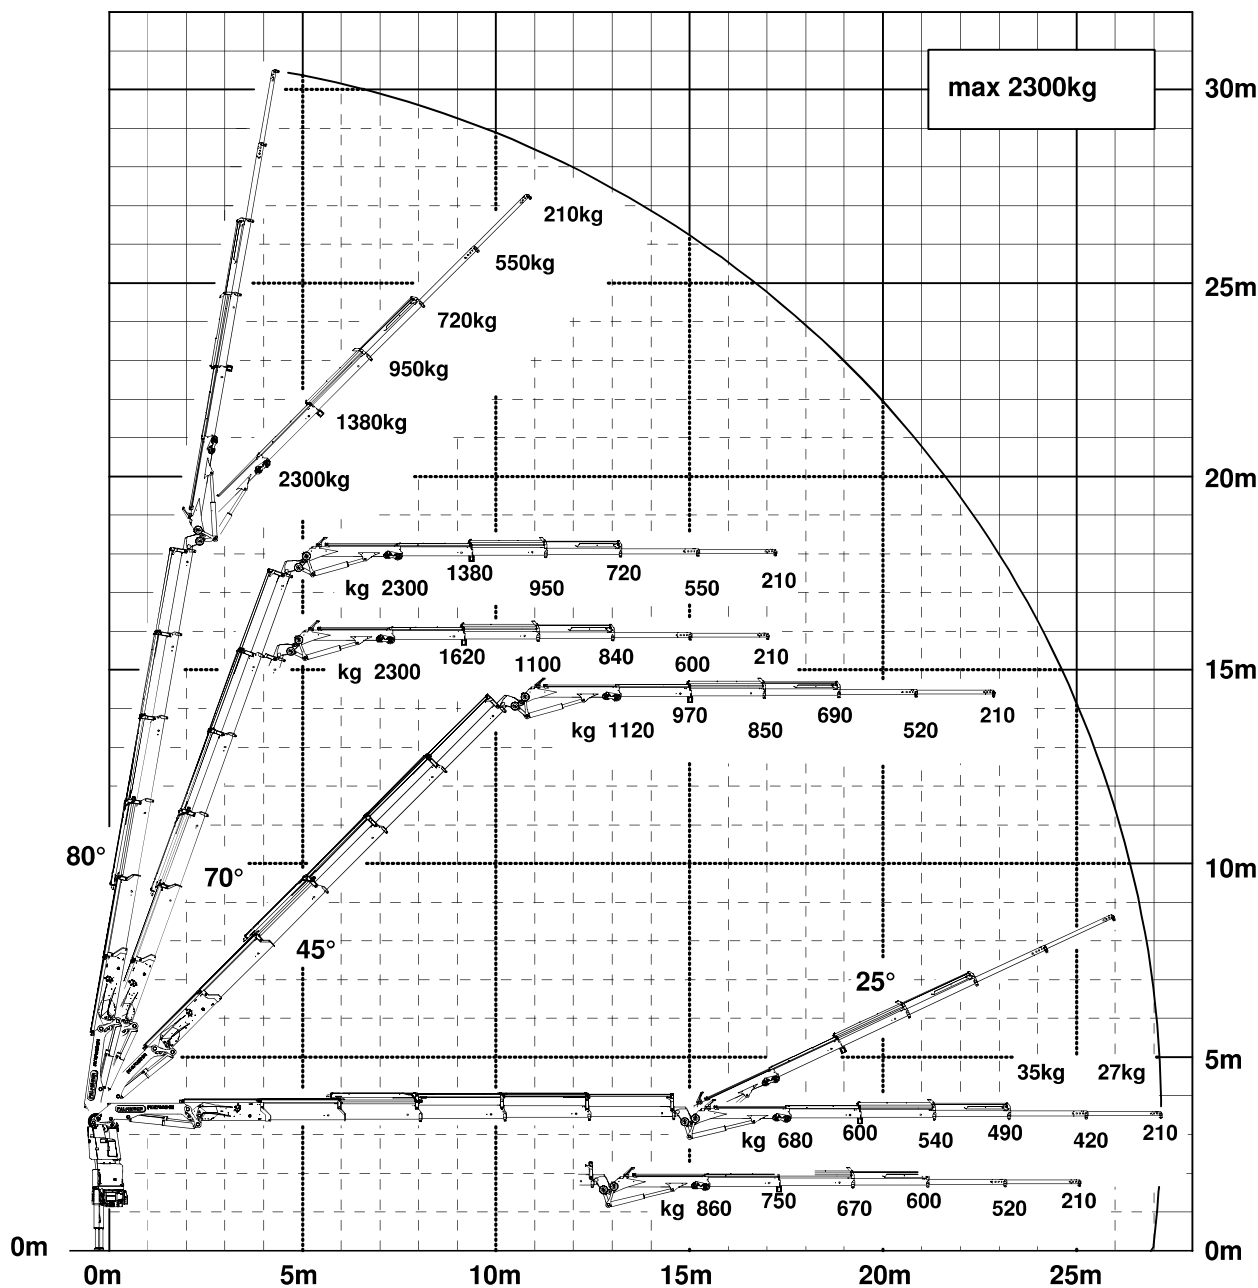 max 2300kg
30m
210kg
550kg
25m
720kg
950kg
1380kg
20m
2300kg
kg 2300 1380 950 720 550 210
kg 2300 1620 1100 840 600 210
15m
kg 1120 970 850 690 520 210
80°
70°
10m
45°
25°
5m
35kg 27kg
kg 680 600 540 490 420 210
kg 860 750 670 600 520 210
0m
0m
0m 5m 10m 15m 20m 25m